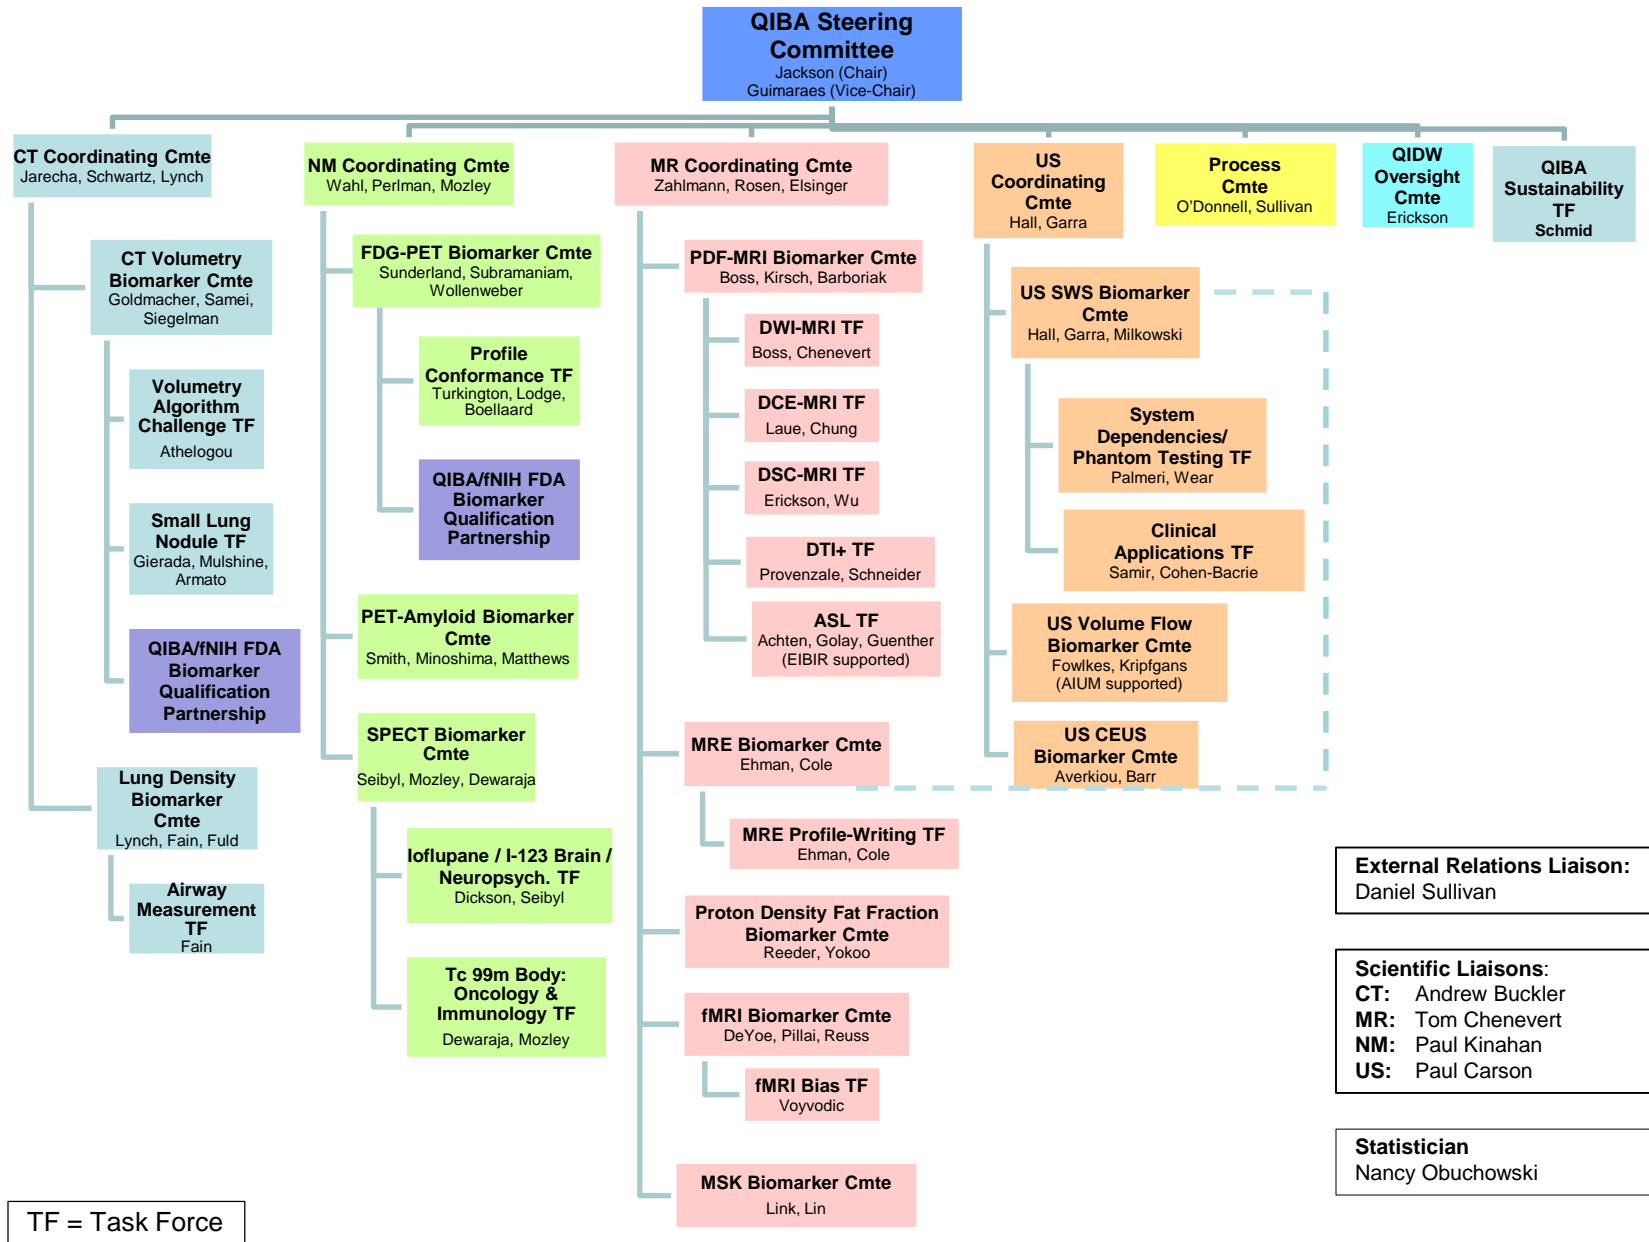 QIBA Steering
Committee
Jackson (Chair)
Guimaraes (Vice-Chair)
CT Coordinating Cmte
Jarecha, Schwartz, Lynch
CT Volumetry
Biomarker Cmte
Goldmacher, Samei,
Siegelman
Volumetry
Algorithm
Challenge TF
Athelogou
Small Lung
Nodule TF
Gierada, Mulshine,
Armato
QIBA/fNIH FDA
Biomarker
Qualification
Partnership
Lung Density
Biomarker
Cmte
Lynch, Fain, Fuld
Airway
Measurement
TF
Fain
NM Coordinating Cmte
Wahl, Perlman, Mozley
FDG-PET Biomarker Cmte
Sunderland, Subramaniam,
Wollenweber
Profile
Conformance TF
Turkington, Lodge,
Boellaard
QIBA/fNIH FDA
Biomarker
Qualification
Partnership
PET-Amyloid Biomarker
Cmte
Smith, Minoshima, Matthews
SPECT Biomarker
Cmte
Seibyl, Mozley, Dewaraja
Ioflupane / I-123 Brain /
Neuropsych. TF
Dickson, Seibyl
Tc 99m Body:
Oncology &
Immunology TF
Dewaraja, Mozley
MR Coordinating Cmte
Zahlmann, Rosen, Elsinger
PDF-MRI Biomarker Cmte
Boss, Kirsch, Barboriak
DWI-MRI TF
Boss, Chenevert
DCE-MRI TF
Laue, Chung
DSC-MRI TF
Erickson, Wu
DTI+ TF
Provenzale, Schneider
ASL TF
Achten, Golay, Guenther
(EIBIR supported)
MRE Biomarker Cmte
Ehman, Cole
MRE Profile-Writing TF
Ehman, Cole
Proton Density Fat Fraction
Biomarker Cmte
Reeder, Yokoo
fMRI Biomarker Cmte
DeYoe, Pillai, Reuss
fMRI Bias TF
Voyvodic
MSK Biomarker Cmte
Link, Lin
US
Coordinating
Cmte
Hall, Garra
US SWS Biomarker
Cmte
Hall, Garra, Milkowski
System
Dependencies/
Phantom Testing TF
Palmeri, Wear
Clinical
Applications TF
Samir, Cohen-Bacrie
US Volume Flow
Biomarker Cmte
Fowlkes, Kripfgans
(AIUM supported)
US CEUS
Biomarker Cmte
Averkiou, Barr
Process
Cmte
O'Donnell, Sullivan
QIDW
Oversight
Cmte
Erickson
QIBA
Sustainability
TF
Schmid
External Relations Liaison:
Daniel Sullivan
Scientific Liaisons:
CT: Andrew Buckler
MR: Tom Chenevert
NM: Paul Kinahan
US: Paul Carson
Statistician
Nancy Obuchowski
TF = Task Force